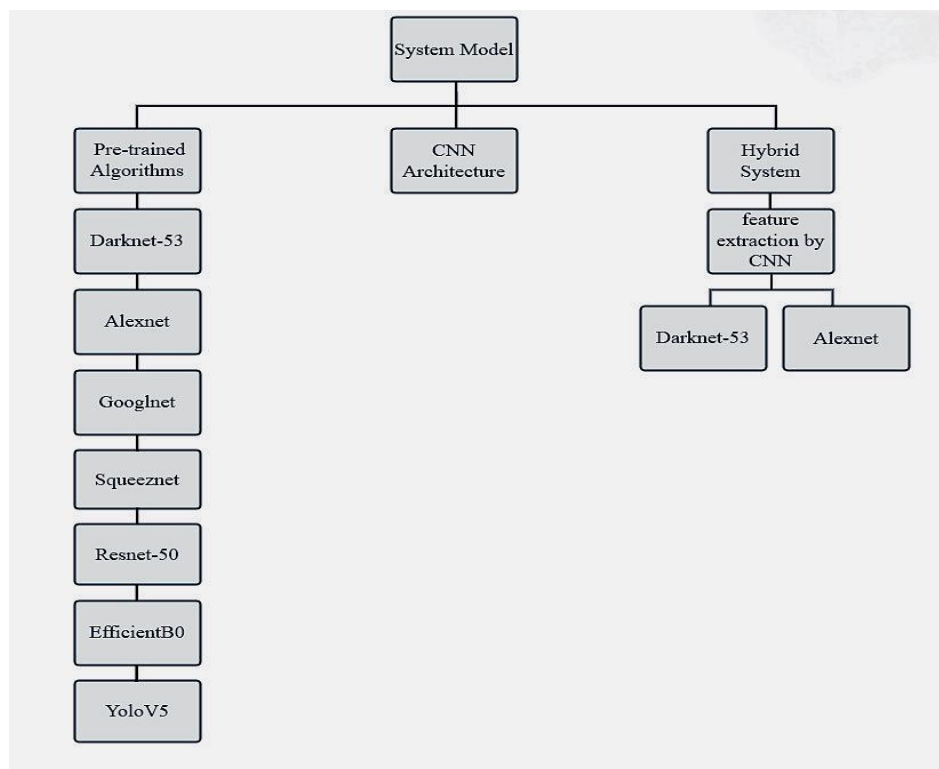 System Model
Pre-trained
Algorithms
CNN
Architecture
Hybrid
System
Darknet-53
feature
extraction by
CNN
Alexnet
Darknet-53
Alexnet
Googlnet
Squeeznet
Resnet-50
EfficientB0
YoloV5